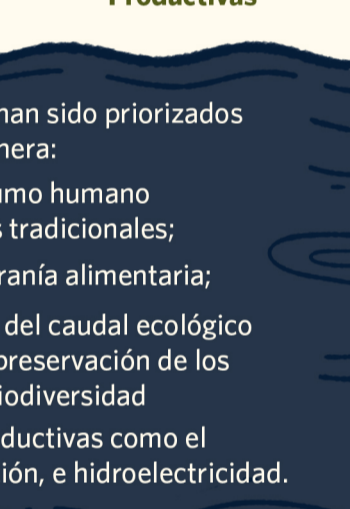 Productivas
han sido priorizados
nera:
umo humano
s tradicionales;
ranía alimentaria;
del caudal ecológico
preservación de los
iodiversidad
ductivas como el
ión, e hidroelectricidad.